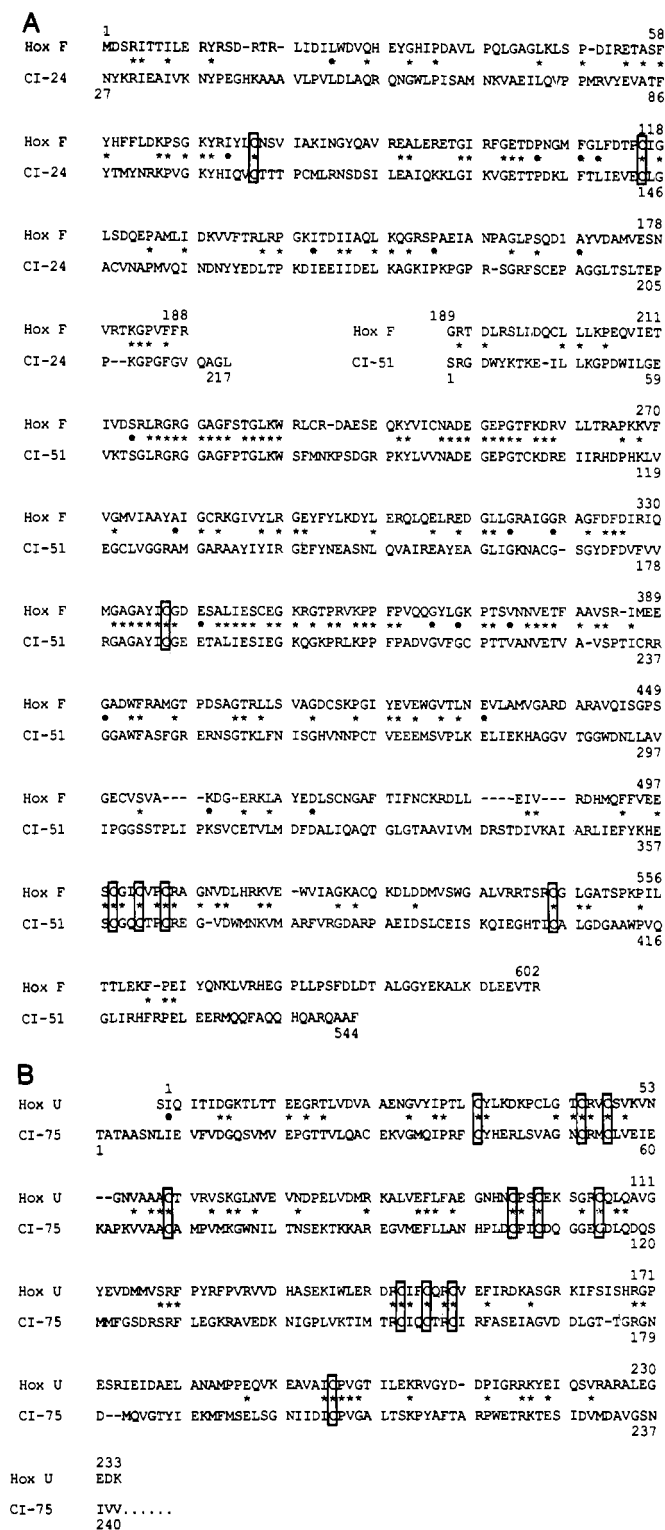 A
1 58
Hox F MDSRITTILE RYRSD-RTR- LIDILWDVQH EYGHIPDAVL PQLGAGLKLS P-DIRETASF
** * * ● * * * * * *
CI-24 NYKRIEAIVK NYPEGHKAAA VLPVLDLAQR QNGWLPISAM NKVAEILQVP PMRVYEVATF
27 86
118
Hox F YHFFLDKPSG KYRIYLCNSV IAKINGYQAV REALERETGI RFGETDPNGM FGLFDTPCIG
CI-24 YTMYNRKPVG KYHIQVCTTT PCMLRNSDSI LEAIQKKLGI KVGETTPDKL FTLIEVECLG
146
178
Hox F LSDQEPAMLI DKVVFTRLRP GKITDIIAQL KQGRSPAEIA NPAGLPSQDI AYVDAMVESN
CI-24 ACVNAPMVQI NDNYYEDLTP KDIEEIIDEL KAGKIPKPGP R-SGRFSCEP AGGLTSLTEP
205
188
Hox F VRTKGPVFFR
**** *
CI-24 P--KGPGFGV QAGL
217
189 211
Hox F GRT DLRSLLDQCL LLKPEQVIET
CI-51 SRG DWYKTKE-IL LKGPDWILGE
1 59
270
Hox F IVDSRLRGRG GAGFSTGLKW RLCR-DAESE QKYVICNADE GEPGTFKDRV LLTRAPKKVF
CI-51 VKTSGLRGRG GAGFPTGLKW SFMNKPSDGR PKYLVVNADE GEPGTCKDRE IIRHDPHKLV
119
330
Hox F VGMVIAAYAI GCRKGIVYLR GEYFYLKDYL ERQLQELRED GLLGRAIGGR AGFDFDIRIQ
CI-51 EGCLVGGRAM GARAAYIYIR GEFYNEASNL QVAIREAYEA GLIGKNACG- SGYDFDVFVV
178
389
Hox F MGAGAYICGD ESALIESCEG KRGTPRVKPP FPVQQGYLGK PTSVNNVETF AAVSR-IMEE
CI-51 RGAGAYICGE ETALIESIEG KQGKPRLKPP FPADVGVFGC PTTVANVETV A-VSPTICRR
237
449
Hox F GADWFRAMGT PDSAGTRLLS VAGDCSKPGI YEVEWGVTLN EVLAMVGARD ARAVQISGPS
CI-51 GGAWFASFGR ERNSGTKLFN ISGHVNNPCT VEEEMSVPLK ELIEKHAGGV TGGWDNLLAV
297
497
Hox F GECVSVA--- -KDG-ERKLA YEDLSCNGAF TIFNCKRDLL ----EIV--- RDHMQFFVEE
CI-51 IPGGSSTPLI PKSVCETVLM DFDALIQAQT GLGTAAVIVM DRSTDIVKAI ARLIEFYKHE
357
556
Hox F SCGICVPCRA GNVDLHRKVE -WVIAGKACQ KDLDDMVSWG ALVRRTSRCG LGATSPKPIL
CI-51 SCGQCTPCRE G-VDWMNKVM ARFVRGDARP AEIDSLCEIS KQIEGHTICA LGDGAAWPVQ
416
602
Hox F TTLEKF-PEI YQNKLVRHEG PLLPSFDLDT ALGGYEKALK DLEEVTR
* **
CI-51 GLIRHFRPEL EERMQQFAQQ HQARQAAF
544
B
1 53
Hox U SIQ ITIDGKTLTT EEGRTLVDVA AENGVYIPTL CYLKDKPCLG TCRVCSVKVN
CI-75 TATAASNLIE VFVDGQSVMV EPGTTVLQAC EKVGMQIPRF CYHERLSVAG NCRMCLVEIE
1 60
111
Hox U --GNVAAACT VRVSKGLNVE VNDPELVDMR KALVEFLFAE GNHNCPSCEK SGRCQLQAVG
CI-75 KAPKVVAACA MPVMKGWNIL TNSEKTKKAR EGVMEFLLAN HPLDCPICDQ GGECDLQDQS
120
171
Hox U YEVDMMVSRF PYRFPVRVVD HASEKIWLER DRCIFCQRCV EFIRDKASGR KIFSISHRGP
CI-75 MMFGSDRSRF LEGKRAVEDK NIGPLVKTIM TRCIQCTRCI RFASEIAGVD DLGT-TGRGN
179
230
Hox U ESRIEIDAEL ANAMPPEQVK EAVAICPVGT ILEKRVGYD- DPIGRRKYEI QSVRARALEG
CI-75 D--MQVGTYI EKMFMSELSG NIIDICPVGA LTSKPYAFTA RPWETRKTES IDVMDAVGSN
237
233
Hox U EDK
CI-75 IVV......
240